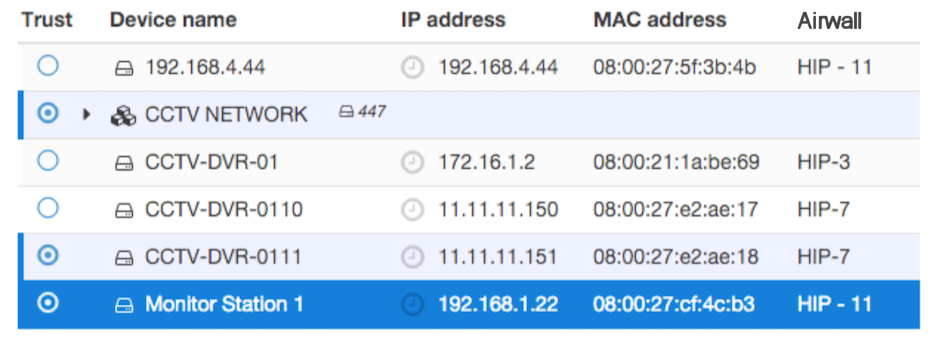 Trust Device name IP address MAC address Airwall
192.168.4.44 192.168.4.44 08:00:27:5f:3b:4b HIP - 11
CCTV NETWORK 447
CCTV-DVR-01 172.16.1.2 08:00:21:1a:be:69 HIP-3
CCTV-DVR-0110 11.11.11.150 08:00:27:e2:ae:17 HIP-7
CCTV-DVR-0111 11.11.11.151 08:00:27:e2:ae:18 HIP-7
Monitor Station 1 192.168.1.22 08:00:27:cf:4c:b3 HIP - 11